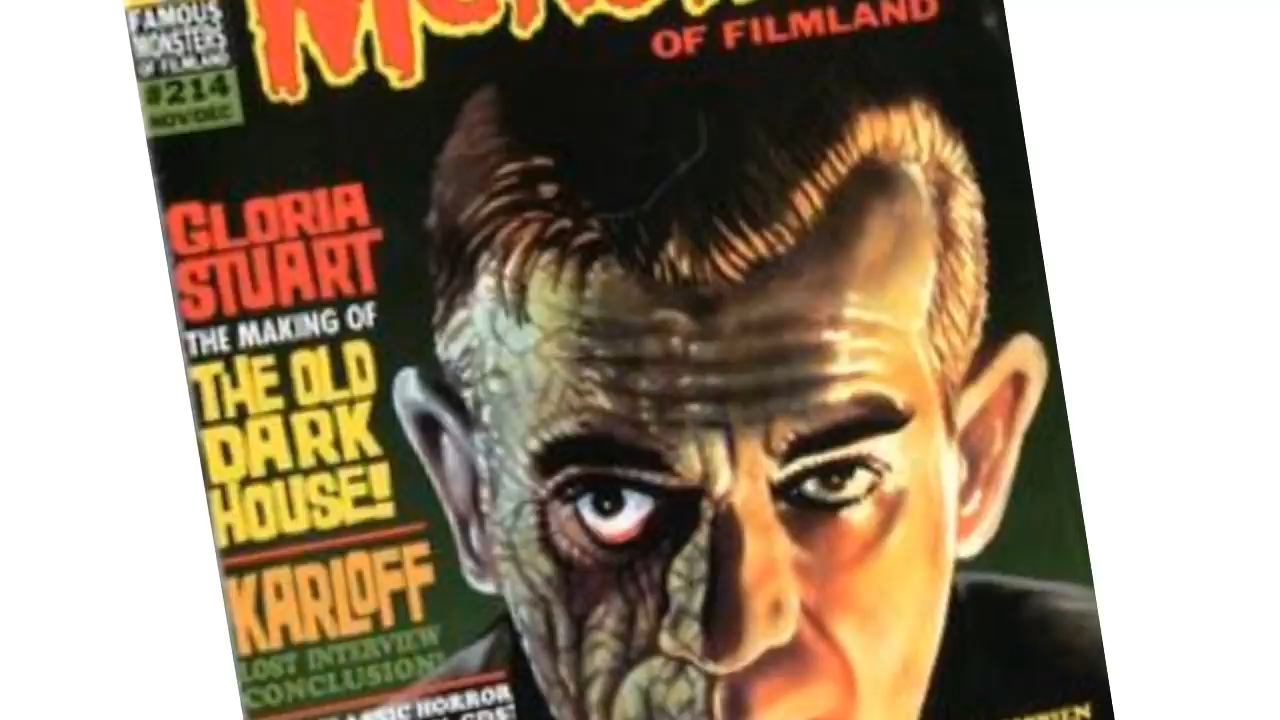 FAMOUS
MONSTERS
OF FILMLAND
#214
NOV/DEC
OF FILMLAND
GLORIA
STUART
THE MAKING OF
THE OLD
DARK
HOUSE!
KARLOFF
LOST INTERVIEW
CONCLUSION!
HORROR